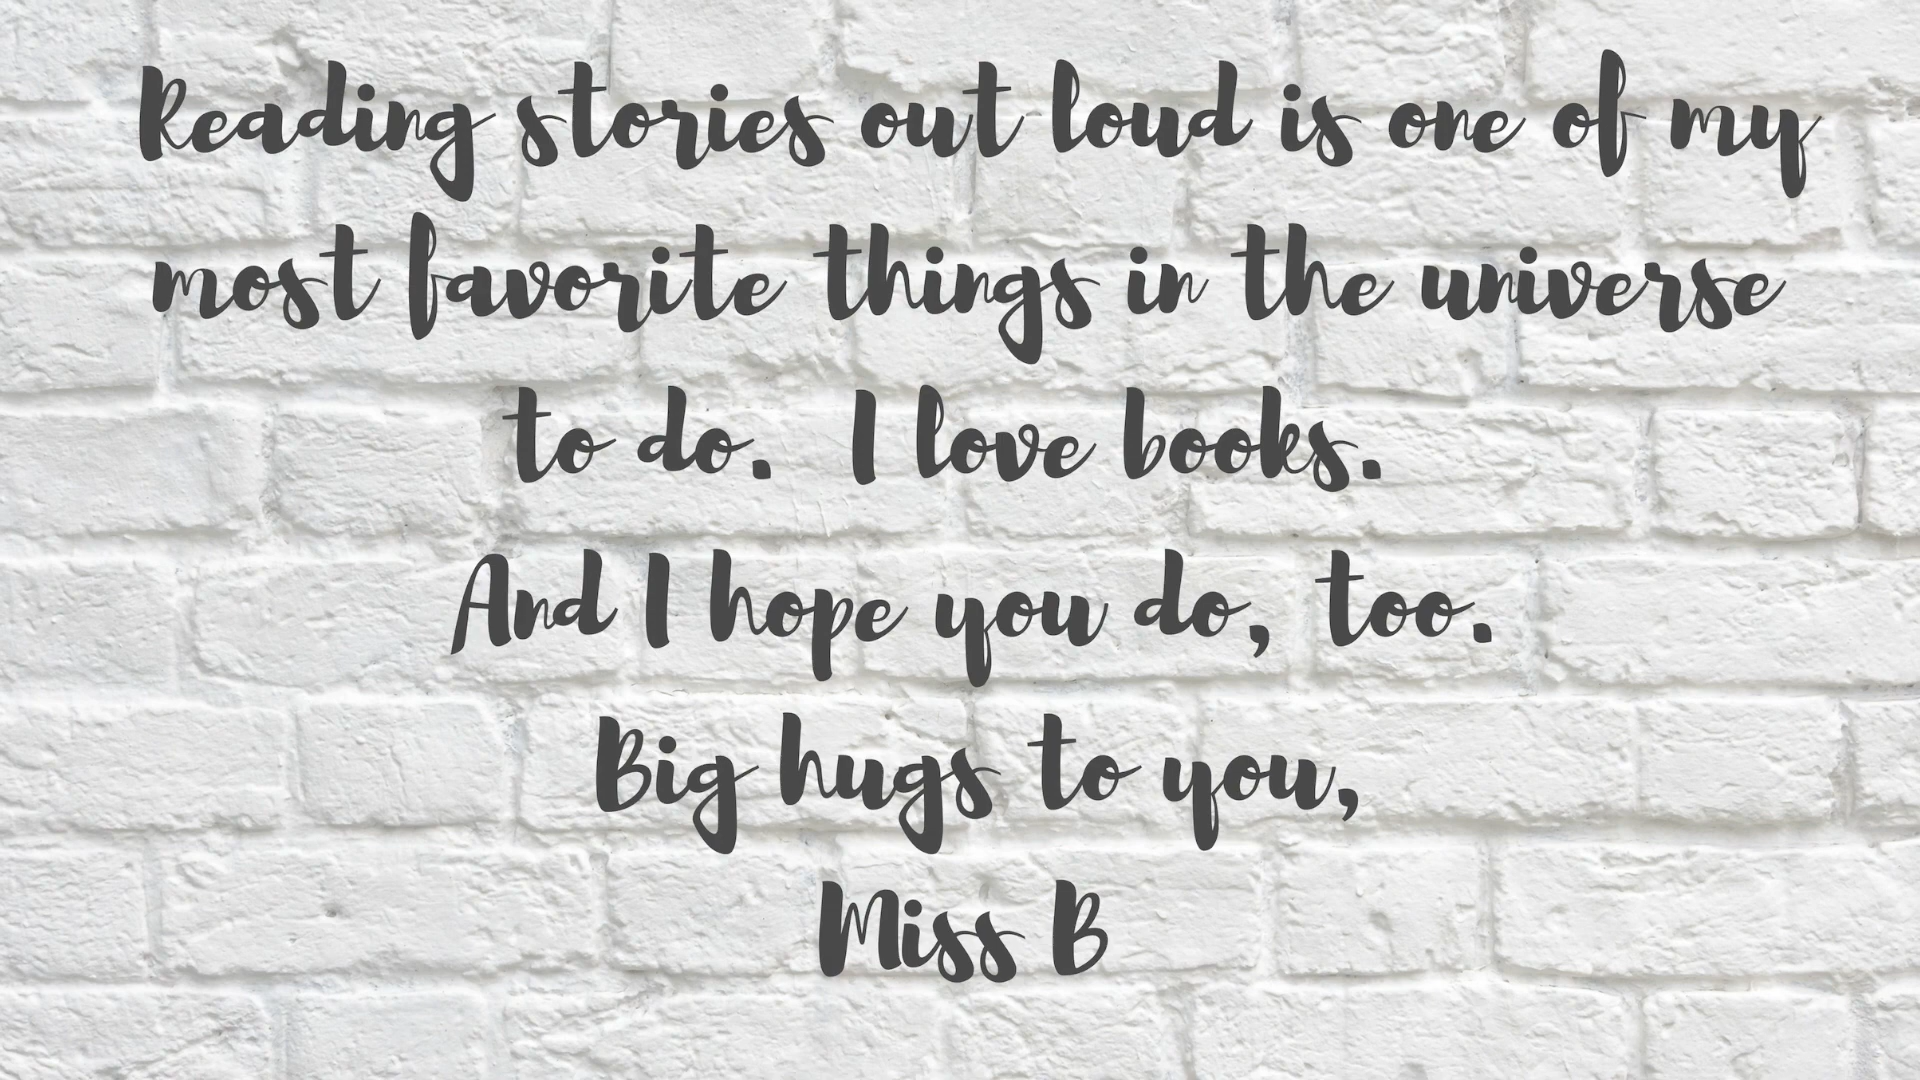 Reading stories out loud is one of my
most favorite things in the universe
to do.  I love books.
And I hope you do, too.
Big hugs to you,
Miss B